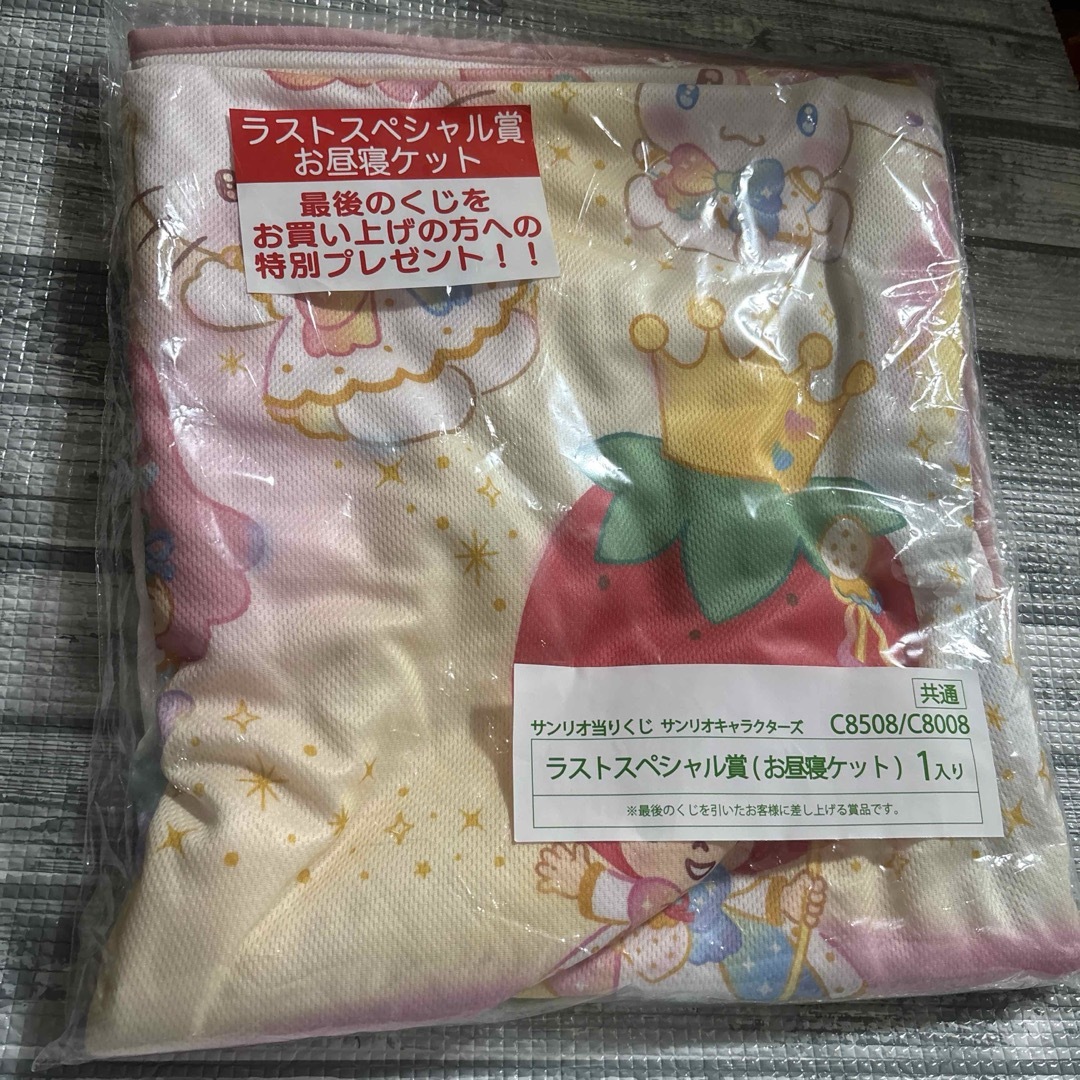 ラストスペシャル賞
お昼寝ケット
最後のくじを
お買い上げの方への
特別プレゼント！！
共通
サンリオ当りくじ サンリオキャラクターズ C8508/C8008
ラストスペシャル賞(お昼寝ケット) 1入り
※最後のくじを引いたお客様に差し上げる賞品です。